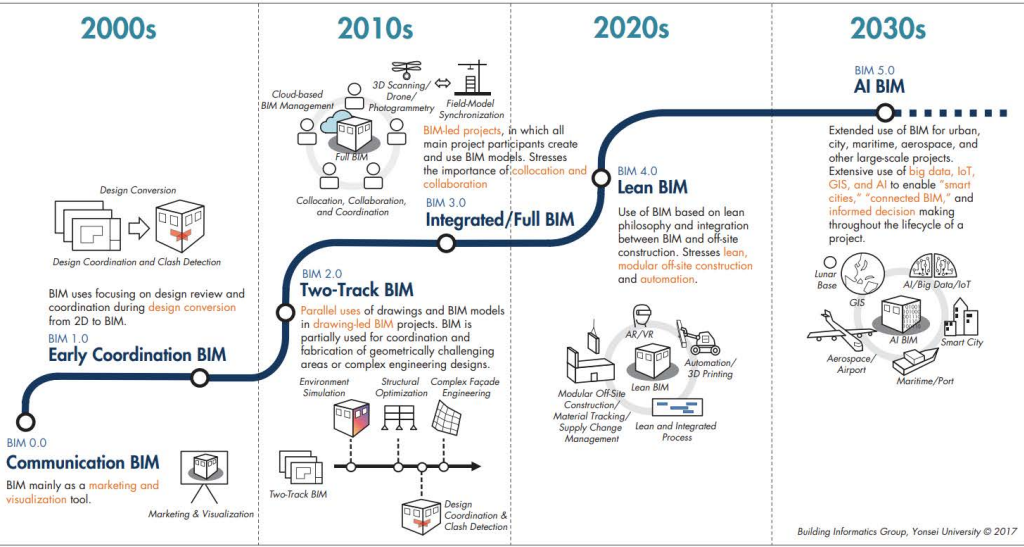 2000s
2010s
2020s
2030s
Design Conversion
Design Coordination and Clash Detection
BIM uses focusing on design review and
coordination during design conversion
from 2D to BIM.
BIM 1.0
Early Coordination BIM
BIM 0.0
Communication BIM
BIM mainly as a marketing and
visualization tool.
Marketing & Visualization
Cloud-based
BIM Management
3D Scanning/
Drone/
Photogrammetry
Field-Model
Synchronization
Full BIM
Collocation, Collaboration,
and Coordination
BIM-led projects, in which all
main project participants create
and use BIM models. Stresses
the importance of collocation and
collaboration
BIM 3.0
Integrated/Full BIM
BIM 2.0
Two-Track BIM
Parallel uses of drawings and BIM models
in drawing-led BIM projects. BIM is
partially used for coordination and
fabrication of geometrically challenging
areas or complex engineering designs.
Environment
Simulation
Structural
Optimization
Complex Façade
Engineering
Two-Track BIM
Design
Coordination &
Clash Detection
BIM 4.0
Lean BIM
Use of BIM based on lean
philosophy and integration
between BIM and off-site
construction. Stresses lean,
modular off-site construction
and automation.
AR/VR
Automation/
3D Printing
Lean BIM
Modular Off-Site
Construction/
Material Tracking/
Supply Change
Management
Lean and Integrated
Process
BIM 5.0
AI BIM
Extended use of BIM for urban,
city, maritime, aerospace, and
other large-scale projects.
Extensive use of big data, IoT,
GIS, and AI to enable "smart
cities," "connected BIM," and
informed decision making
throughout the lifecycle of a
project.
Lunar
Base
GIS
AI/Big Data/IoT
AI BIM
Smart City
Aerospace/
Airport
Maritime/Port
Building Informatics Group, Yonsei University © 2017